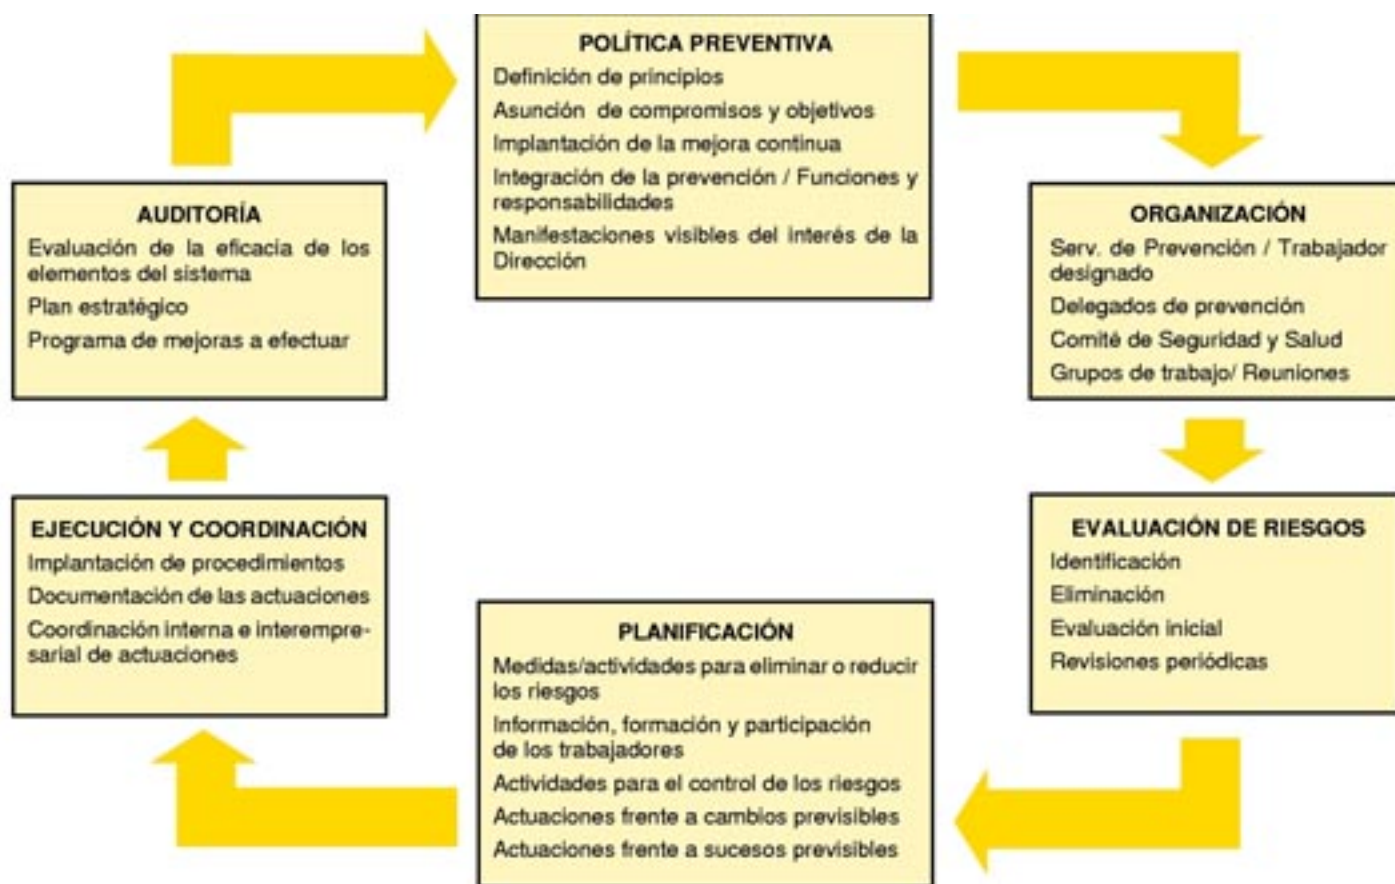 POLÍTICA PREVENTIVA
Definición de principios
Asunción de compromisos y objetivos
Implantación de la mejora continua
Integración de la prevención / Funciones y
responsabilidades
Manifestaciones visibles del interés de la
Dirección
ORGANIZACIÓN
Serv. de Prevención / Trabajador
designado
Delegados de prevención
Comité de Seguridad y Salud
Grupos de trabajo/ Reuniones
EVALUACIÓN DE RIESGOS
Identificación
Eliminación
Evaluación inicial
Revisiones periódicas
PLANIFICACIÓN
Medidas/actividades para eliminar o reducir
los riesgos
Información, formación y participación
de los trabajadores
Actividades para el control de los riesgos
Actuaciones frente a cambios previsibles
Actuaciones frente a sucesos previsibles
EJECUCIÓN Y COORDINACIÓN
Implantación de procedimientos
Documentación de las actuaciones
Coordinación interna e interempre-
sarial de actuaciones
AUDITORÍA
Evaluación de la eficacia de los
elementos del sistema
Plan estratégico
Programa de mejoras a efectuar